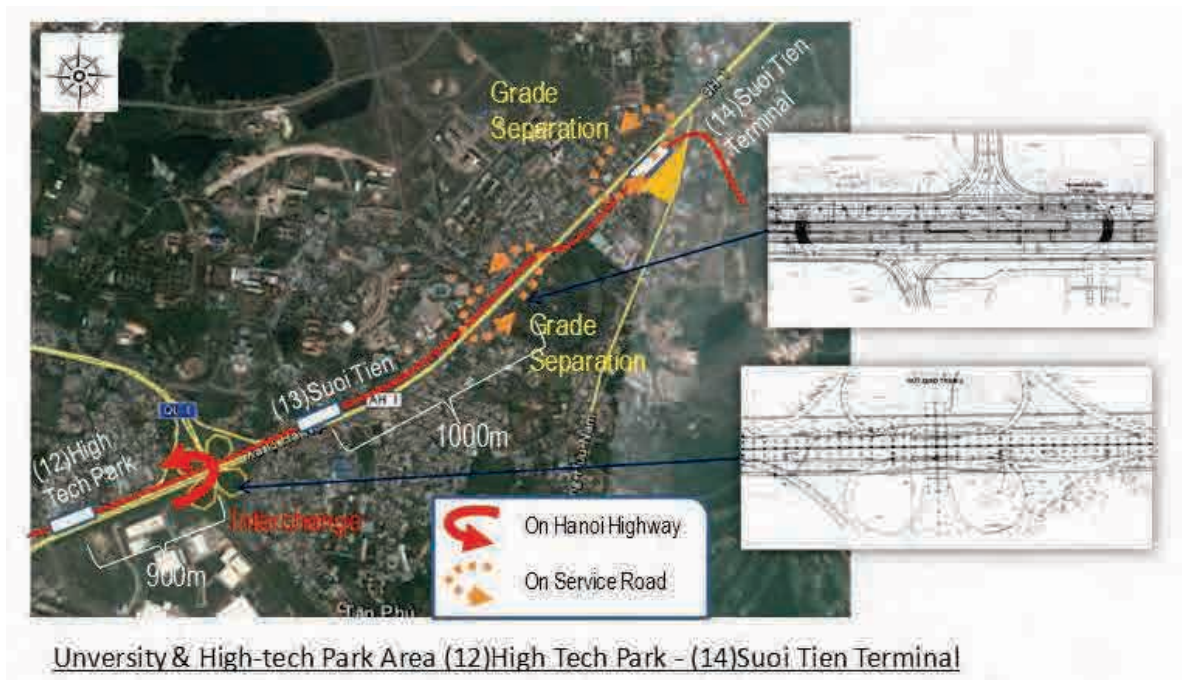 Grade
Separation
(14)Suoi Tien
Terminal
Grade
Separation
(13)Suoi Tien
AH 1
QL 1
1000m
(12)High
Tech Park
Interchange
900m
On Hanoi Highway
On Service Road
Tân Phú
Unversity & High-tech Park Area (12)High Tech Park - (14)Suoi Tien Terminal